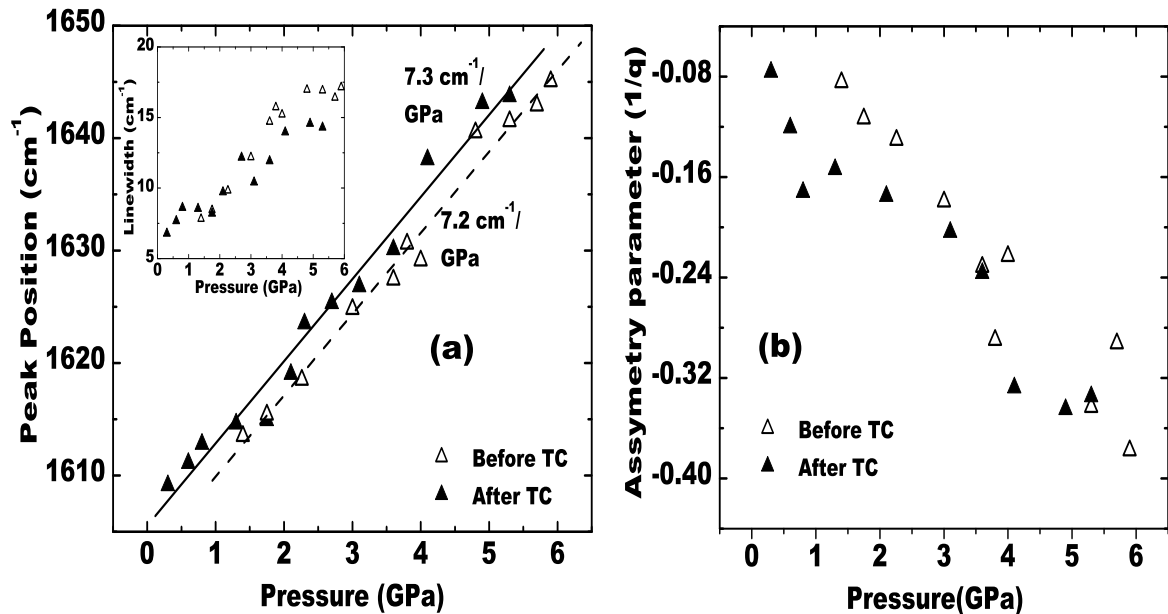 Peak Position (cm⁻¹)
1650
1640
1630
1620
1610
0 1 2 3 4 5 6
Pressure (GPa)
7.3 cm⁻¹/
GPa
7.2 cm⁻¹/
GPa
(a)
Before TC
After TC
Linewidth (cm⁻¹)
20
15
10
5
0 1 2 3 4 5 6
Pressure (GPa)
Assymetry parameter (1/q)
-0.08
-0.16
-0.24
-0.32
-0.40
0 1 2 3 4 5 6
Pressure(GPa)
(b)
Before TC
After TC